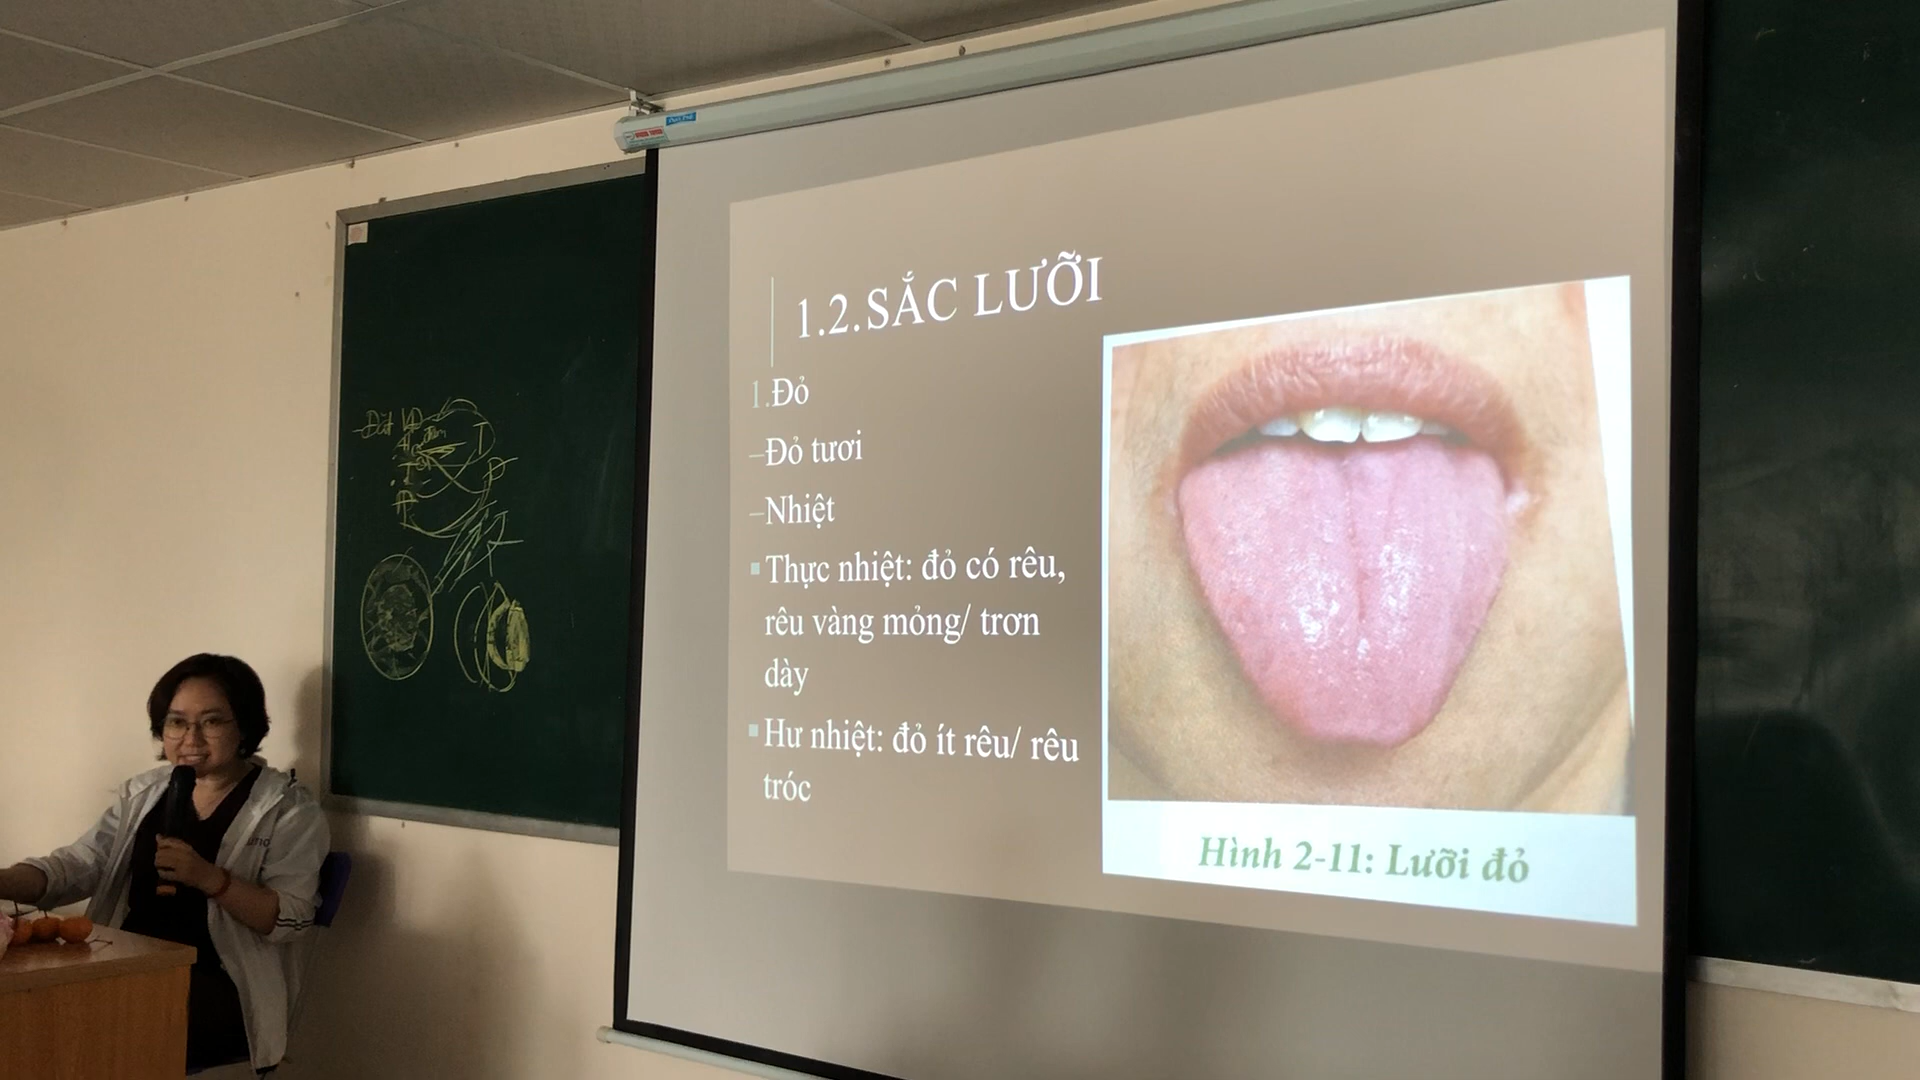 1.2.SẮC LƯỠI
1.Đỏ
–Đỏ tươi
–Nhiệt
▪Thực nhiệt: đỏ có rêu,
rêu vàng mỏng/ trơn
dày
▪Hư nhiệt: đỏ ít rêu/ rêu
tróc
Hình 2-11: Lưỡi đỏ